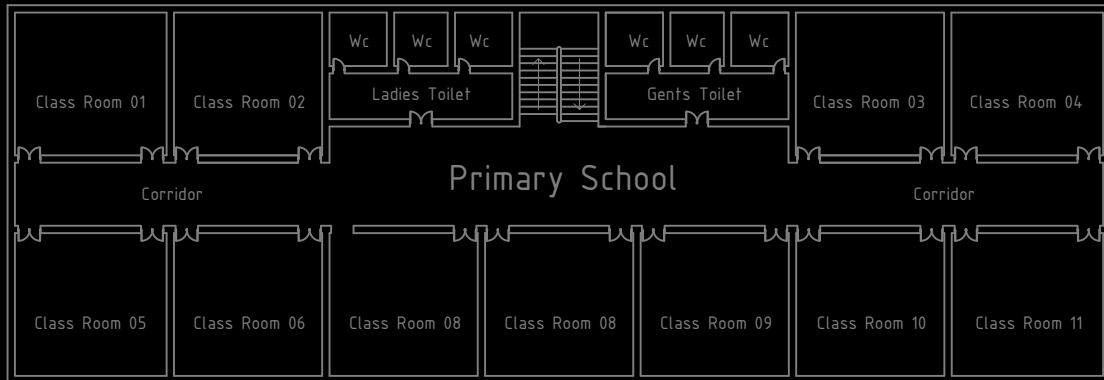 Wc Wc Wc Wc Wc Wc
Class Room 01 Class Room 02 Ladies Toilet Gents Toilet Class Room 03 Class Room 04
Primary School
Corridor Corridor
Class Room 05 Class Room 06 Class Room 08 Class Room 08 Class Room 09 Class Room 10 Class Room 11